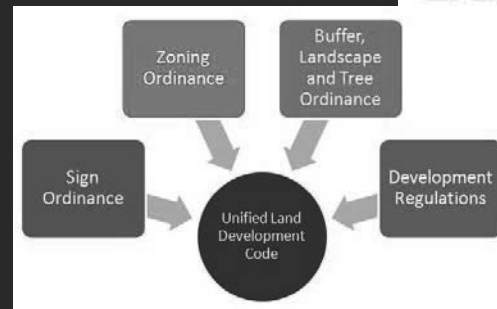 Zoning
Ordinance
Buffer,
Landscape
and Tree
Ordinance
Sign
Ordinance
Development
Regulations
Unified Land
Development
Code